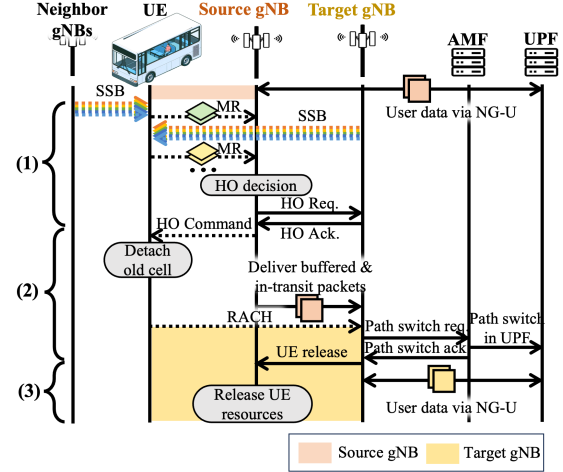 Neighbor
gNBs
UE
Source gNB
Target gNB
AMF
UPF
SSB
MR
User data via NG-U
SSB
(1)
MR
HO decision
HO Req.
HO Command
HO Ack.
Detach
old cell
Deliver buffered &
in-transit packets
(2)
RACH
Path switch req.
Path switch
in UPF
UE release
Path switch ack
(3)
Release UE
resources
User data via NG-U
Source gNB
Target gNB